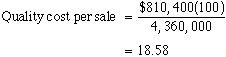 Quality cost per sale = $810,400(100)
4,360,000
= 18.58